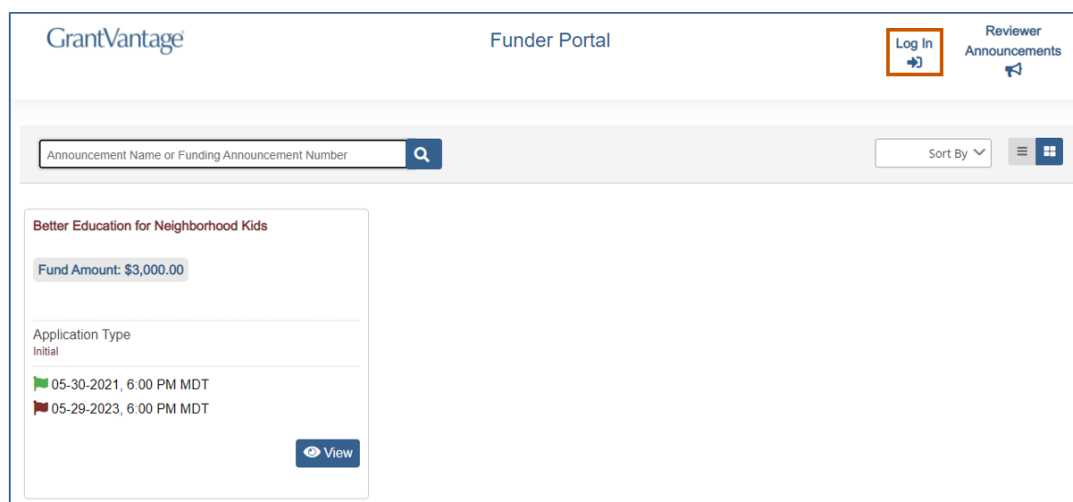 GrantVantage
Funder Portal
Log In
Reviewer
Announcements
Announcement Name or Funding Announcement Number
Sort By
Better Education for Neighborhood Kids
Fund Amount: $3,000.00
Application Type
Initial
05-30-2021, 6:00 PM MDT
05-29-2023, 6:00 PM MDT
View